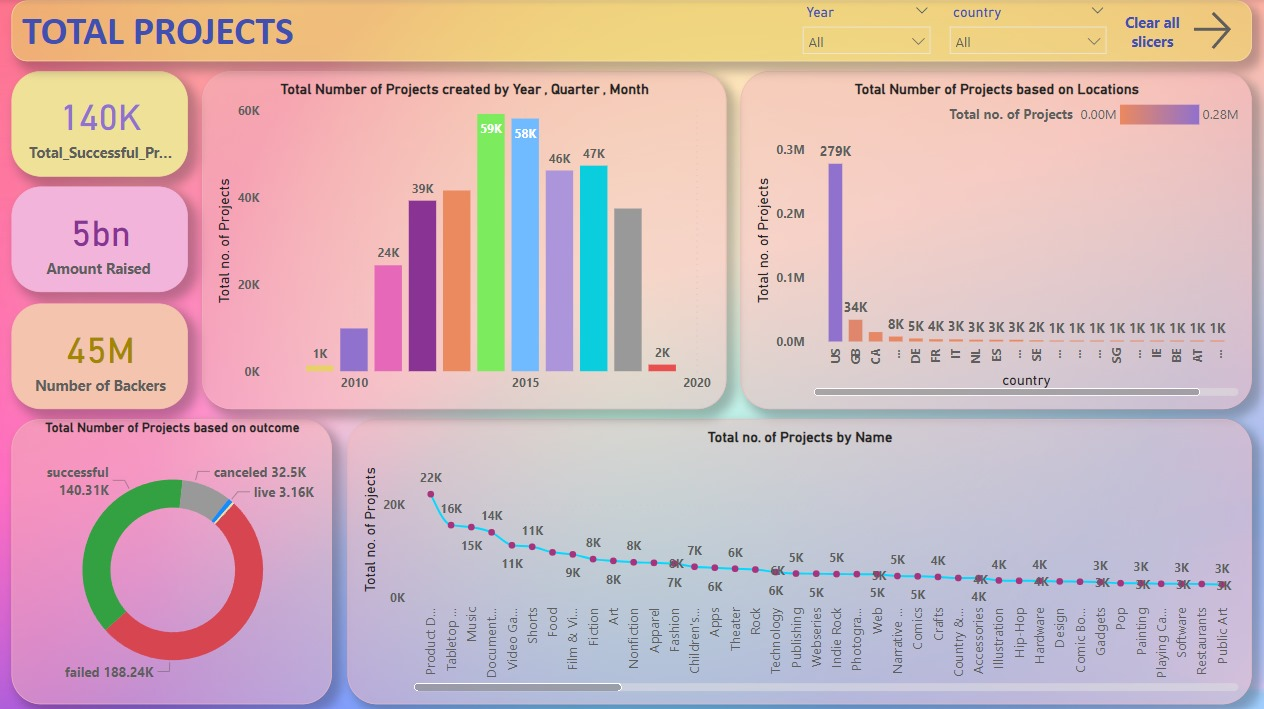 TOTAL PROJECTS
Year
country
All
All
Clear all
slicers
140K
Total_Successful_Pr...
5bn
Amount Raised
45M
Number of Backers
Total Number of Projects created by Year , Quarter , Month
Total no. of Projects
60K
40K
20K
0K
1K
24K
39K
59K
58K
46K
47K
2K
2010
2015
2020
Total Number of Projects based on Locations
Total no. of Projects 0.00M 0.28M
Total no. of Projects
0.3M
0.2M
0.1M
0.0M
279K
34K
8K 5K 4K 3K 3K 3K 3K 2K 1K 1K 1K 1K 1K 1K 1K 1K 1K
US GB CA ... DE FR IT NL ES ... SE ... ... ... SG ... IE BE AT ...
country
Total Number of Projects based on outcome
successful
140.31K
canceled 32.5K
live 3.16K
failed 188.24K
Total no. of Projects by Name
Total no. of Projects
20K
0K
22K
16K
15K
14K
11K
11K
9K
8K
8K
8K
8K
7K
7K
6K
6K
6K
6K
5K
5K
5K
3K
5K
5K
5K
4K
4K
4K
4K
4K
3K
3K
3K
3K
3K
3K
3K
3K
Product D...
Tabletop ...
Music
Document...
Video Ga...
Shorts
Food
Film & Vi...
Fiction
Art
Nonfiction
Apparel
Fashion
Children's...
Apps
Theater
Rock
Technology
Publishing
Webseries
Indie Rock
Photogra...
Web
Narrative ...
Comics
Crafts
Country &...
Accessories
Illustration
Hip-Hop
Hardware
Design
Comic Bo...
Gadgets
Pop
Painting
Playing Ca...
Software
Restaurants
Public Art